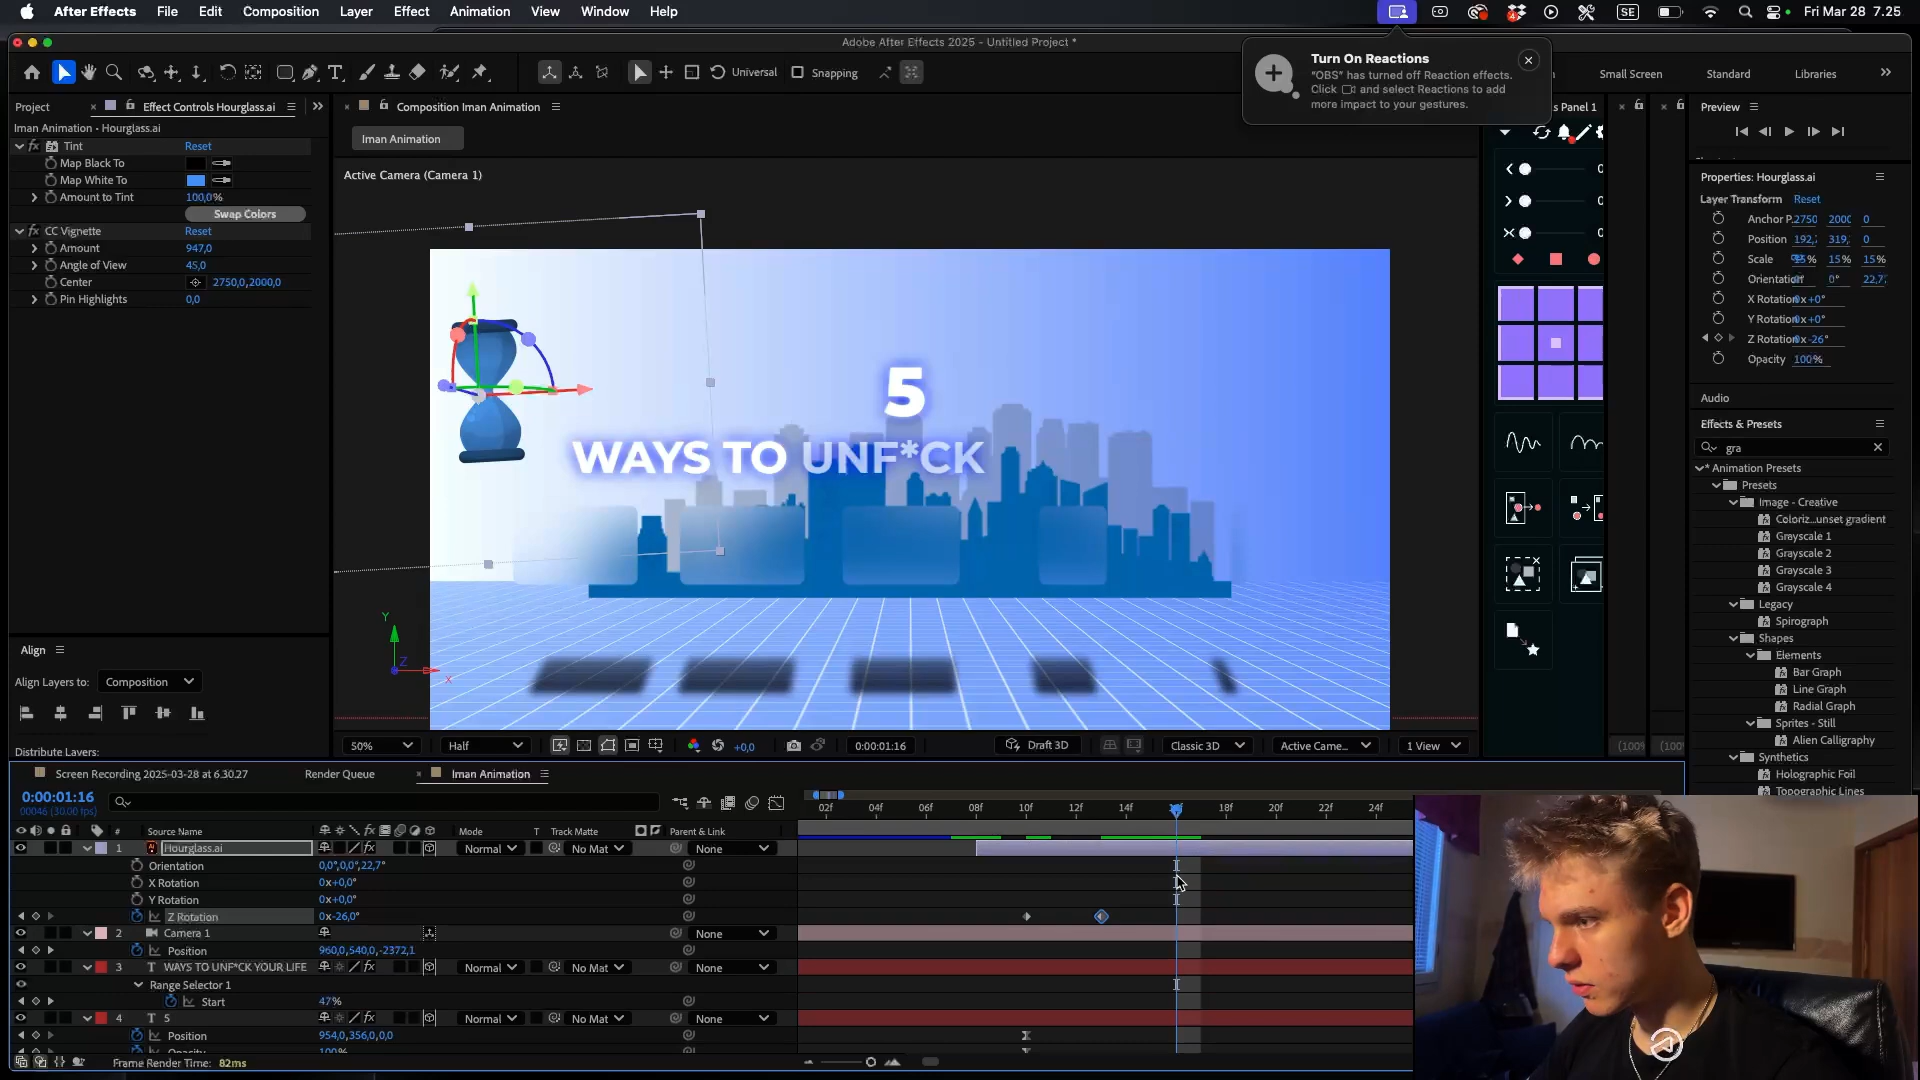 After Effects File Edit Composition Layer Effect Animation View Window Help
SE Fri Mar 28 7.25
Adobe After Effects 2025 - Untitled Project *
Turn On Reactions
"OBS" has turned off Reaction effects.
Click and select Reactions to add
more impact to your gestures.
Universal Snapping
Small Screen Standard Libraries
Project Effect Controls Hourglass.ai
Composition Iman Animation
s Panel 1
Preview
Iman Animation • Hourglass.ai
Iman Animation
fx Tint Reset
Map Black To
Map White To
Amount to Tint 100,0%
Swap Colors
fx CC Vignette Reset
Amount 947,0
Angle of View 45,0
Center 2750,0,2000,0
Pin Highlights 0,0
Active Camera (Camera 1)
5
WAYS TO UNF*CK
Y
Z
X
Properties: Hourglass.ai
Layer Transform Reset
Anchor P. 2750 2000 0
Position 192, 319, 0
Scale 15% 15% 15%
Orientation 0° 0° 22,7
X Rotation 0x+0°
Y Rotation 0x+0°
Z Rotation 0x-26°
Opacity 100%
Audio
Effects & Presets
gra
* Animation Presets
Presets
Image - Creative
Coloriz...unset gradient
Grayscale 1
Grayscale 2
Grayscale 3
Grayscale 4
Legacy
Spirograph
Shapes
Elements
Bar Graph
Line Graph
Radial Graph
Sprites - Still
Alien Calligraphy
Synthetics
Holographic Foil
Topographic Lines
Align
Align Layers to: Composition
Distribute Layers:
50% Half +0,0 0:00:01:16 Draft 3D Classic 3D Active Came... 1 View
(100% (100
Screen Recording 2025-03-28 at 6.30.27 Render Queue Iman Animation
0:00:01:16
00046 (30.00 fps)
02f 04f 06f 08f 10f 12f 14f 16f 18f 20f 22f 24f
# Source Name Mode T Track Matte Parent & Link
1 Hourglass.ai Normal No Mat None
Orientation 0,0°,0,0°,22,7°
X Rotation 0x+0,0°
Y Rotation 0x+0,0°
Z Rotation 0x-26,0°
2 Camera 1 None
Position 960,0,540,0,-2372,1
3 T WAYS TO UNF*CK YOUR LIFE Normal No Mat None
Range Selector 1
Start 47%
4 T 5 Normal No Mat None
Position 954,0,356,0,0,0
Opacity 100%
Frame Render Time: 82ms